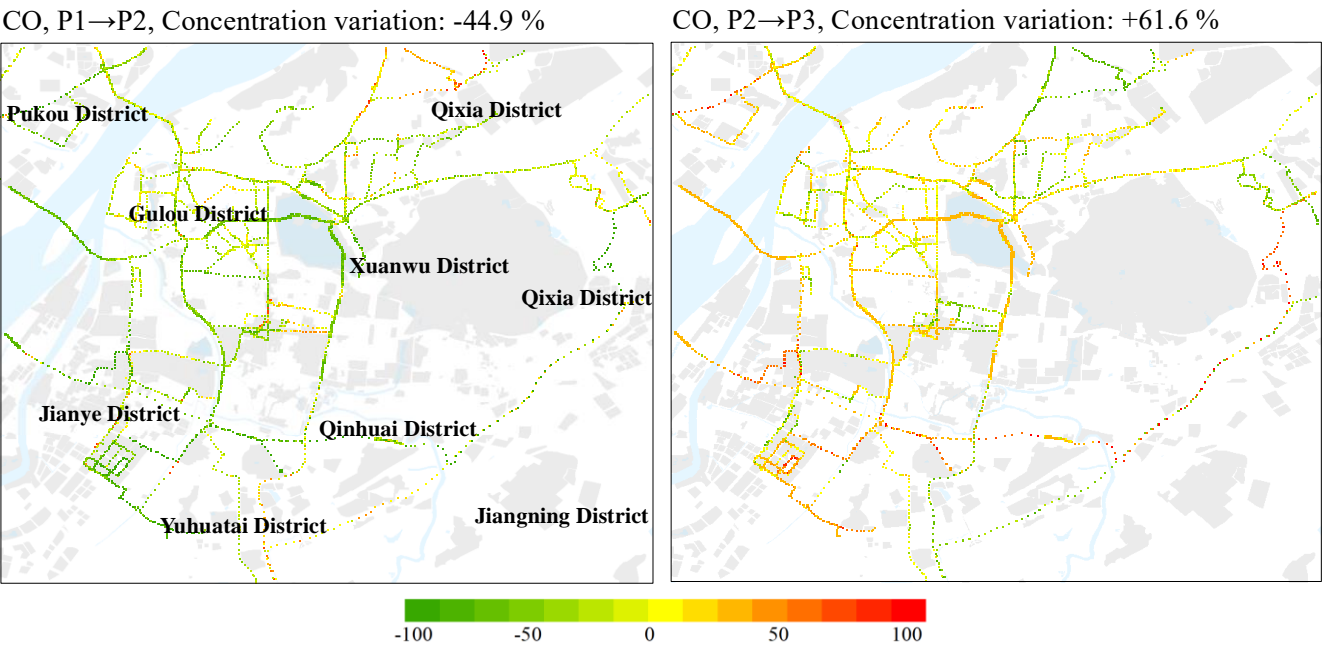 CO, P1→P2, Concentration variation: -44.9 %
CO, P2→P3, Concentration variation: +61.6 %
Pukou District
Qixia District
Gulou District
Xuanwu District
Qixia District
Jianye District
Qinhuai District
Yuhuatai District
Jiangning District
-100 -50 0 50 100